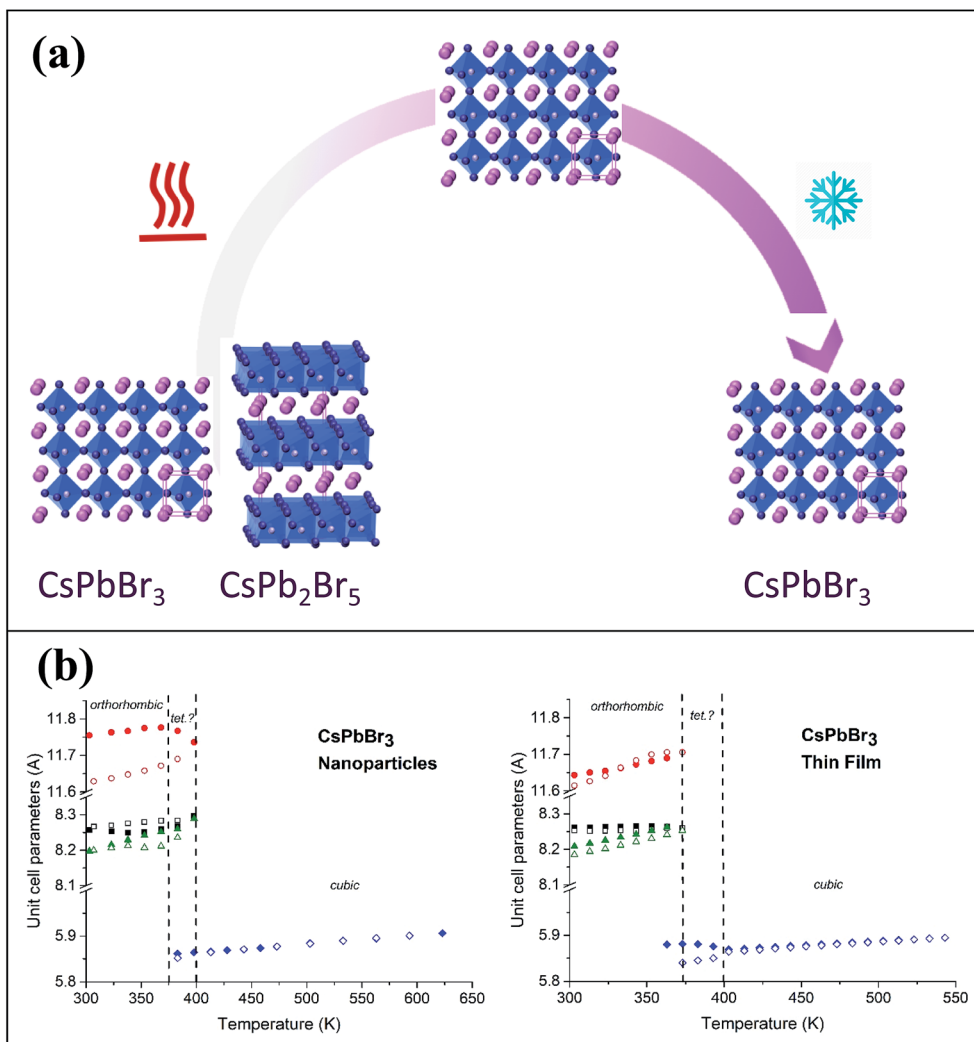 (a)
CsPbBr₃
CsPb₂Br₅
CsPbBr₃
(b)
Unit cell parameters (A)
11.8
11.7
11.6
8.3
8.2
8.1
5.9
5.8
orthorhombic
tet.?
CsPbBr₃
Nanoparticles
cubic
300 350 400 450 500 550 600 650
Temperature (K)
Unit cell parameters (A)
11.8
11.7
11.6
8.3
8.2
8.1
5.9
5.8
orthorhombic
tet.?
CsPbBr₃
Thin Film
cubic
300 350 400 450 500 550
Temperature (K)